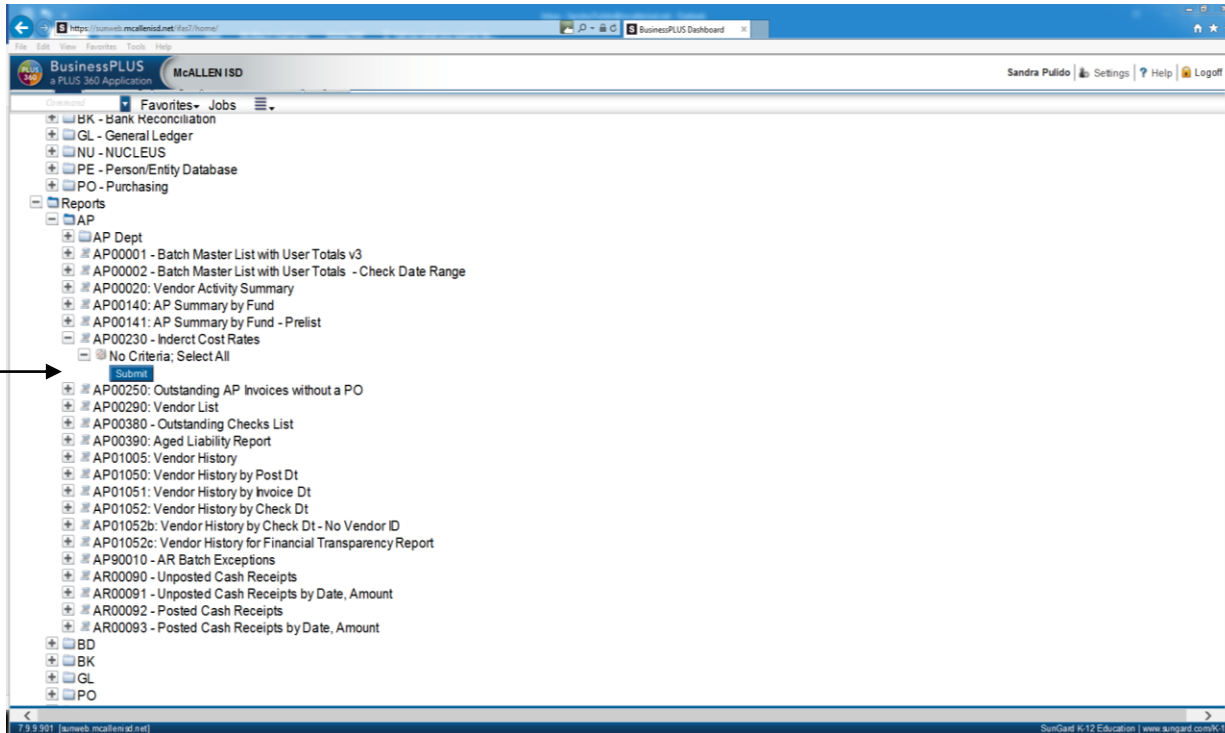 https://sunweb.mcallenisd.net/ifas7/home/
BusinessPLUS Dashboard
File Edit View Favorites Tools Help
BusinessPLUS
a PLUS 360 Application
McALLEN ISD
Sandra Pulido Settings ? Help Logoff
Command Favorites Jobs
BK - Bank Reconciliation
GL - General Ledger
NU - NUCLEUS
PE - Person/Entity Database
PO - Purchasing
Reports
AP
AP Dept
AP00001 - Batch Master List with User Totals v3
AP00002 - Batch Master List with User Totals - Check Date Range
AP00020: Vendor Activity Summary
AP00140: AP Summary by Fund
AP00141: AP Summary by Fund - Prelist
AP00230 - Inderct Cost Rates
No Criteria; Select All
Submit
AP00250: Outstanding AP Invoices without a PO
AP00290: Vendor List
AP00380 - Outstanding Checks List
AP00390: Aged Liability Report
AP01005: Vendor History
AP01050: Vendor History by Post Dt
AP01051: Vendor History by Invoice Dt
AP01052: Vendor History by Check Dt
AP01052b: Vendor History by Check Dt - No Vendor ID
AP01052c: Vendor History for Financial Transparency Report
AP90010 - AR Batch Exceptions
AR00090 - Unposted Cash Receipts
AR00091 - Unposted Cash Receipts by Date, Amount
AR00092 - Posted Cash Receipts
AR00093 - Posted Cash Receipts by Date, Amount
BD
BK
GL
PO
7.9.9.901 [sunweb.mcallenisd.net]
SunGard K-12 Education | www.sungard.com/K-1